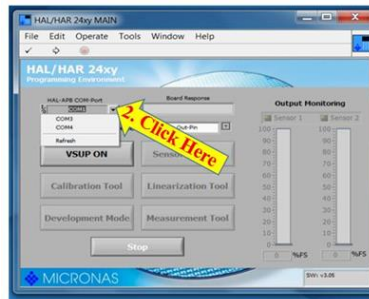 HAL/HAR 24xy MAIN
File Edit Operate Tools Window Help
HAL/HAR 24xy
Programming Environment
HAL-APB COM-Port
Board Response
COM3
COM4
Refresh
2. Click Here
Out-Pin
VSUP ON
Calibration Tool
Linearization Tool
Development Mode
Measurement Tool
Stop
Output Monitoring
Sensor 1
Sensor 2
100 100
90 90
80 80
70 70
60 60
50 50
40 40
30 30
20 20
10 10
0 0
0 %FS 0 %FS
MICRONAS
SW: v3.05